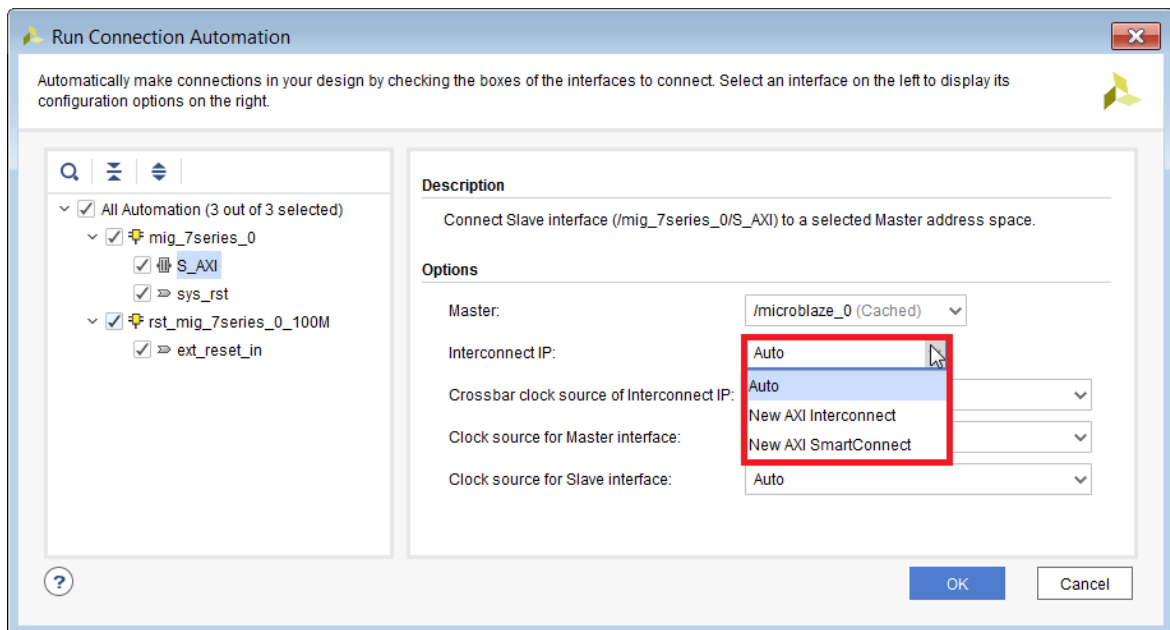 Run Connection Automation
Automatically make connections in your design by checking the boxes of the interfaces to connect. Select an interface on the left to display its
configuration options on the right.
All Automation (3 out of 3 selected)
mig_7series_0
S_AXI
sys_rst
rst_mig_7series_0_100M
ext_reset_in
Description
Connect Slave interface (/mig_7series_0/S_AXI) to a selected Master address space.
Options
Master: /microblaze_0 (Cached)
Interconnect IP: Auto
Auto
New AXI Interconnect
New AXI SmartConnect
Crossbar clock source of Interconnect IP:
Clock source for Master interface:
Clock source for Slave interface: Auto
?
OK Cancel